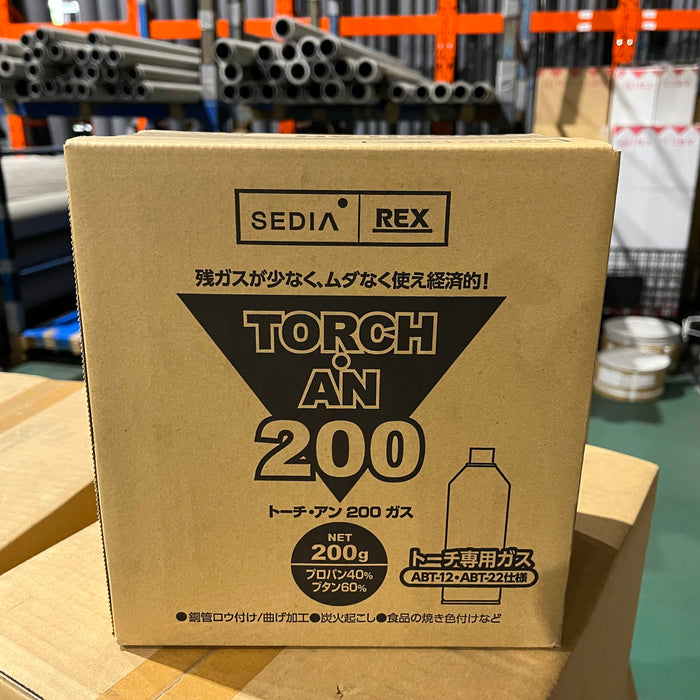 SEDIA REX
残ガスが少なく、ムダなく使え経済的!
TORCH
AN
200
トーチ・アン 200 ガス
NET
200g
プロパン40%
ブタン60%
トーチ専用ガス
ABT-12・ABT-22仕様
●銅管ロウ付け/曲げ加工●炭火起こし●食品の焼き色付けなど